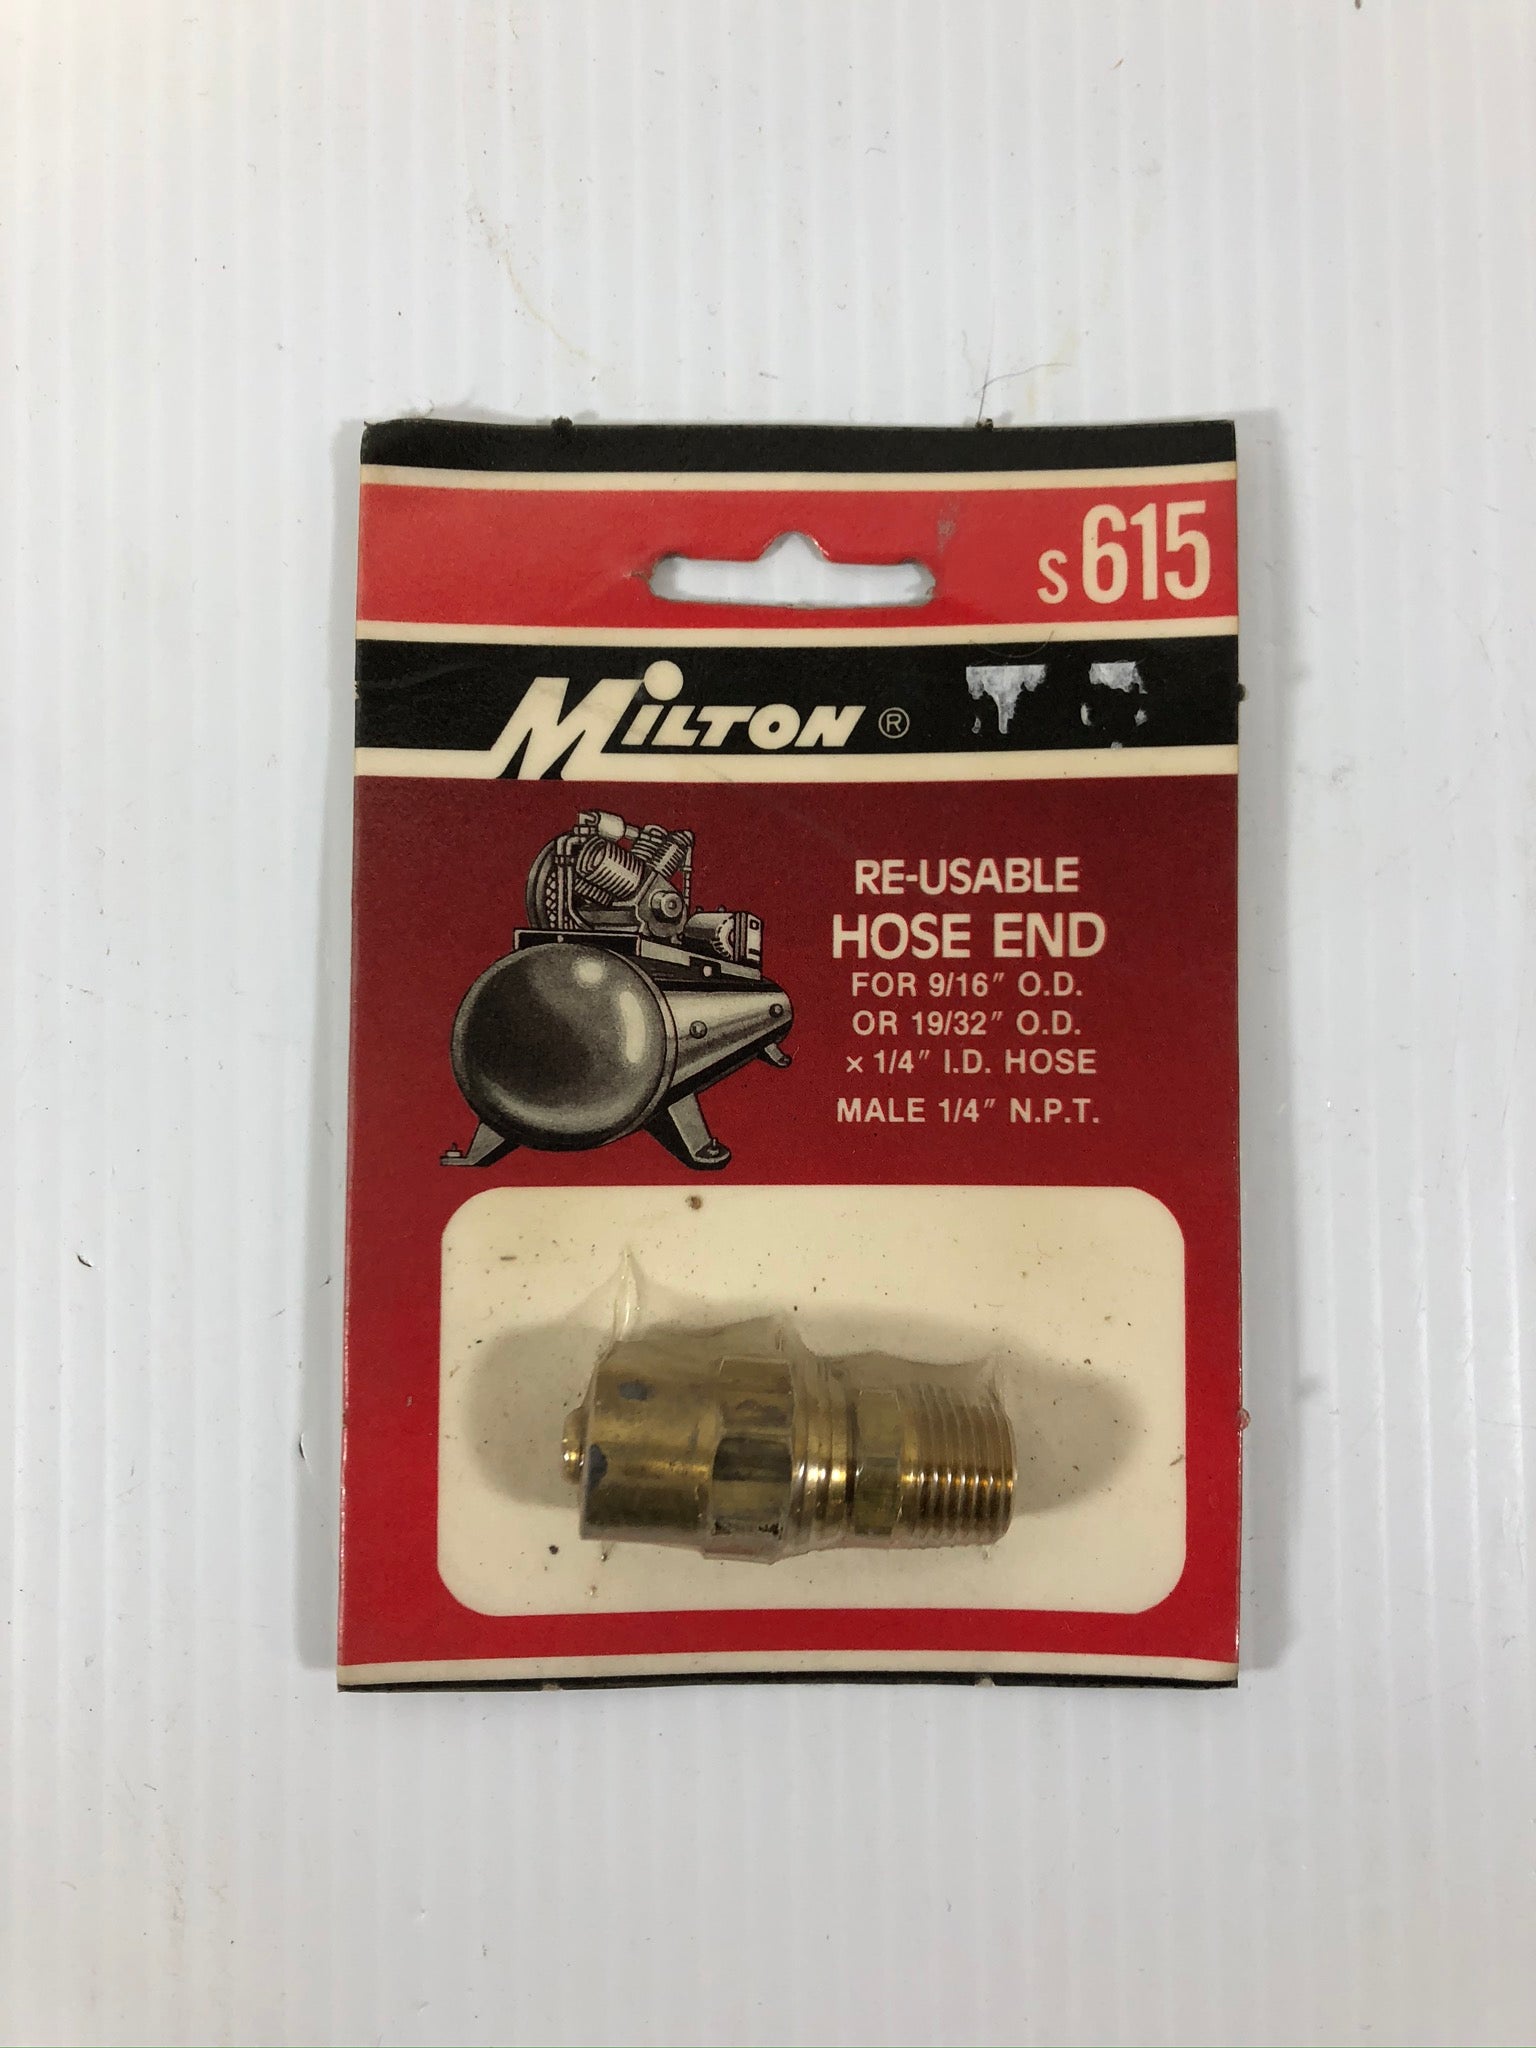 S 615
MILTON ®
RE-USABLE
HOSE END
FOR 9/16" O.D.
OR 19/32" O.D.
× 1/4" I.D. HOSE
MALE 1/4" N.P.T.